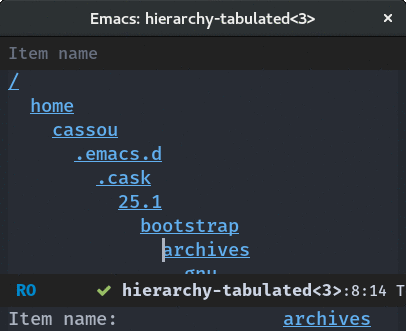 Emacs: hierarchy-tabulated<3> ×
Item name
/
home
cassou
.emacs.d
.cask
25.1
bootstrap
archives
gnu
RO ✔ hierarchy-tabulated<3>:8:14 T
Item name: archives